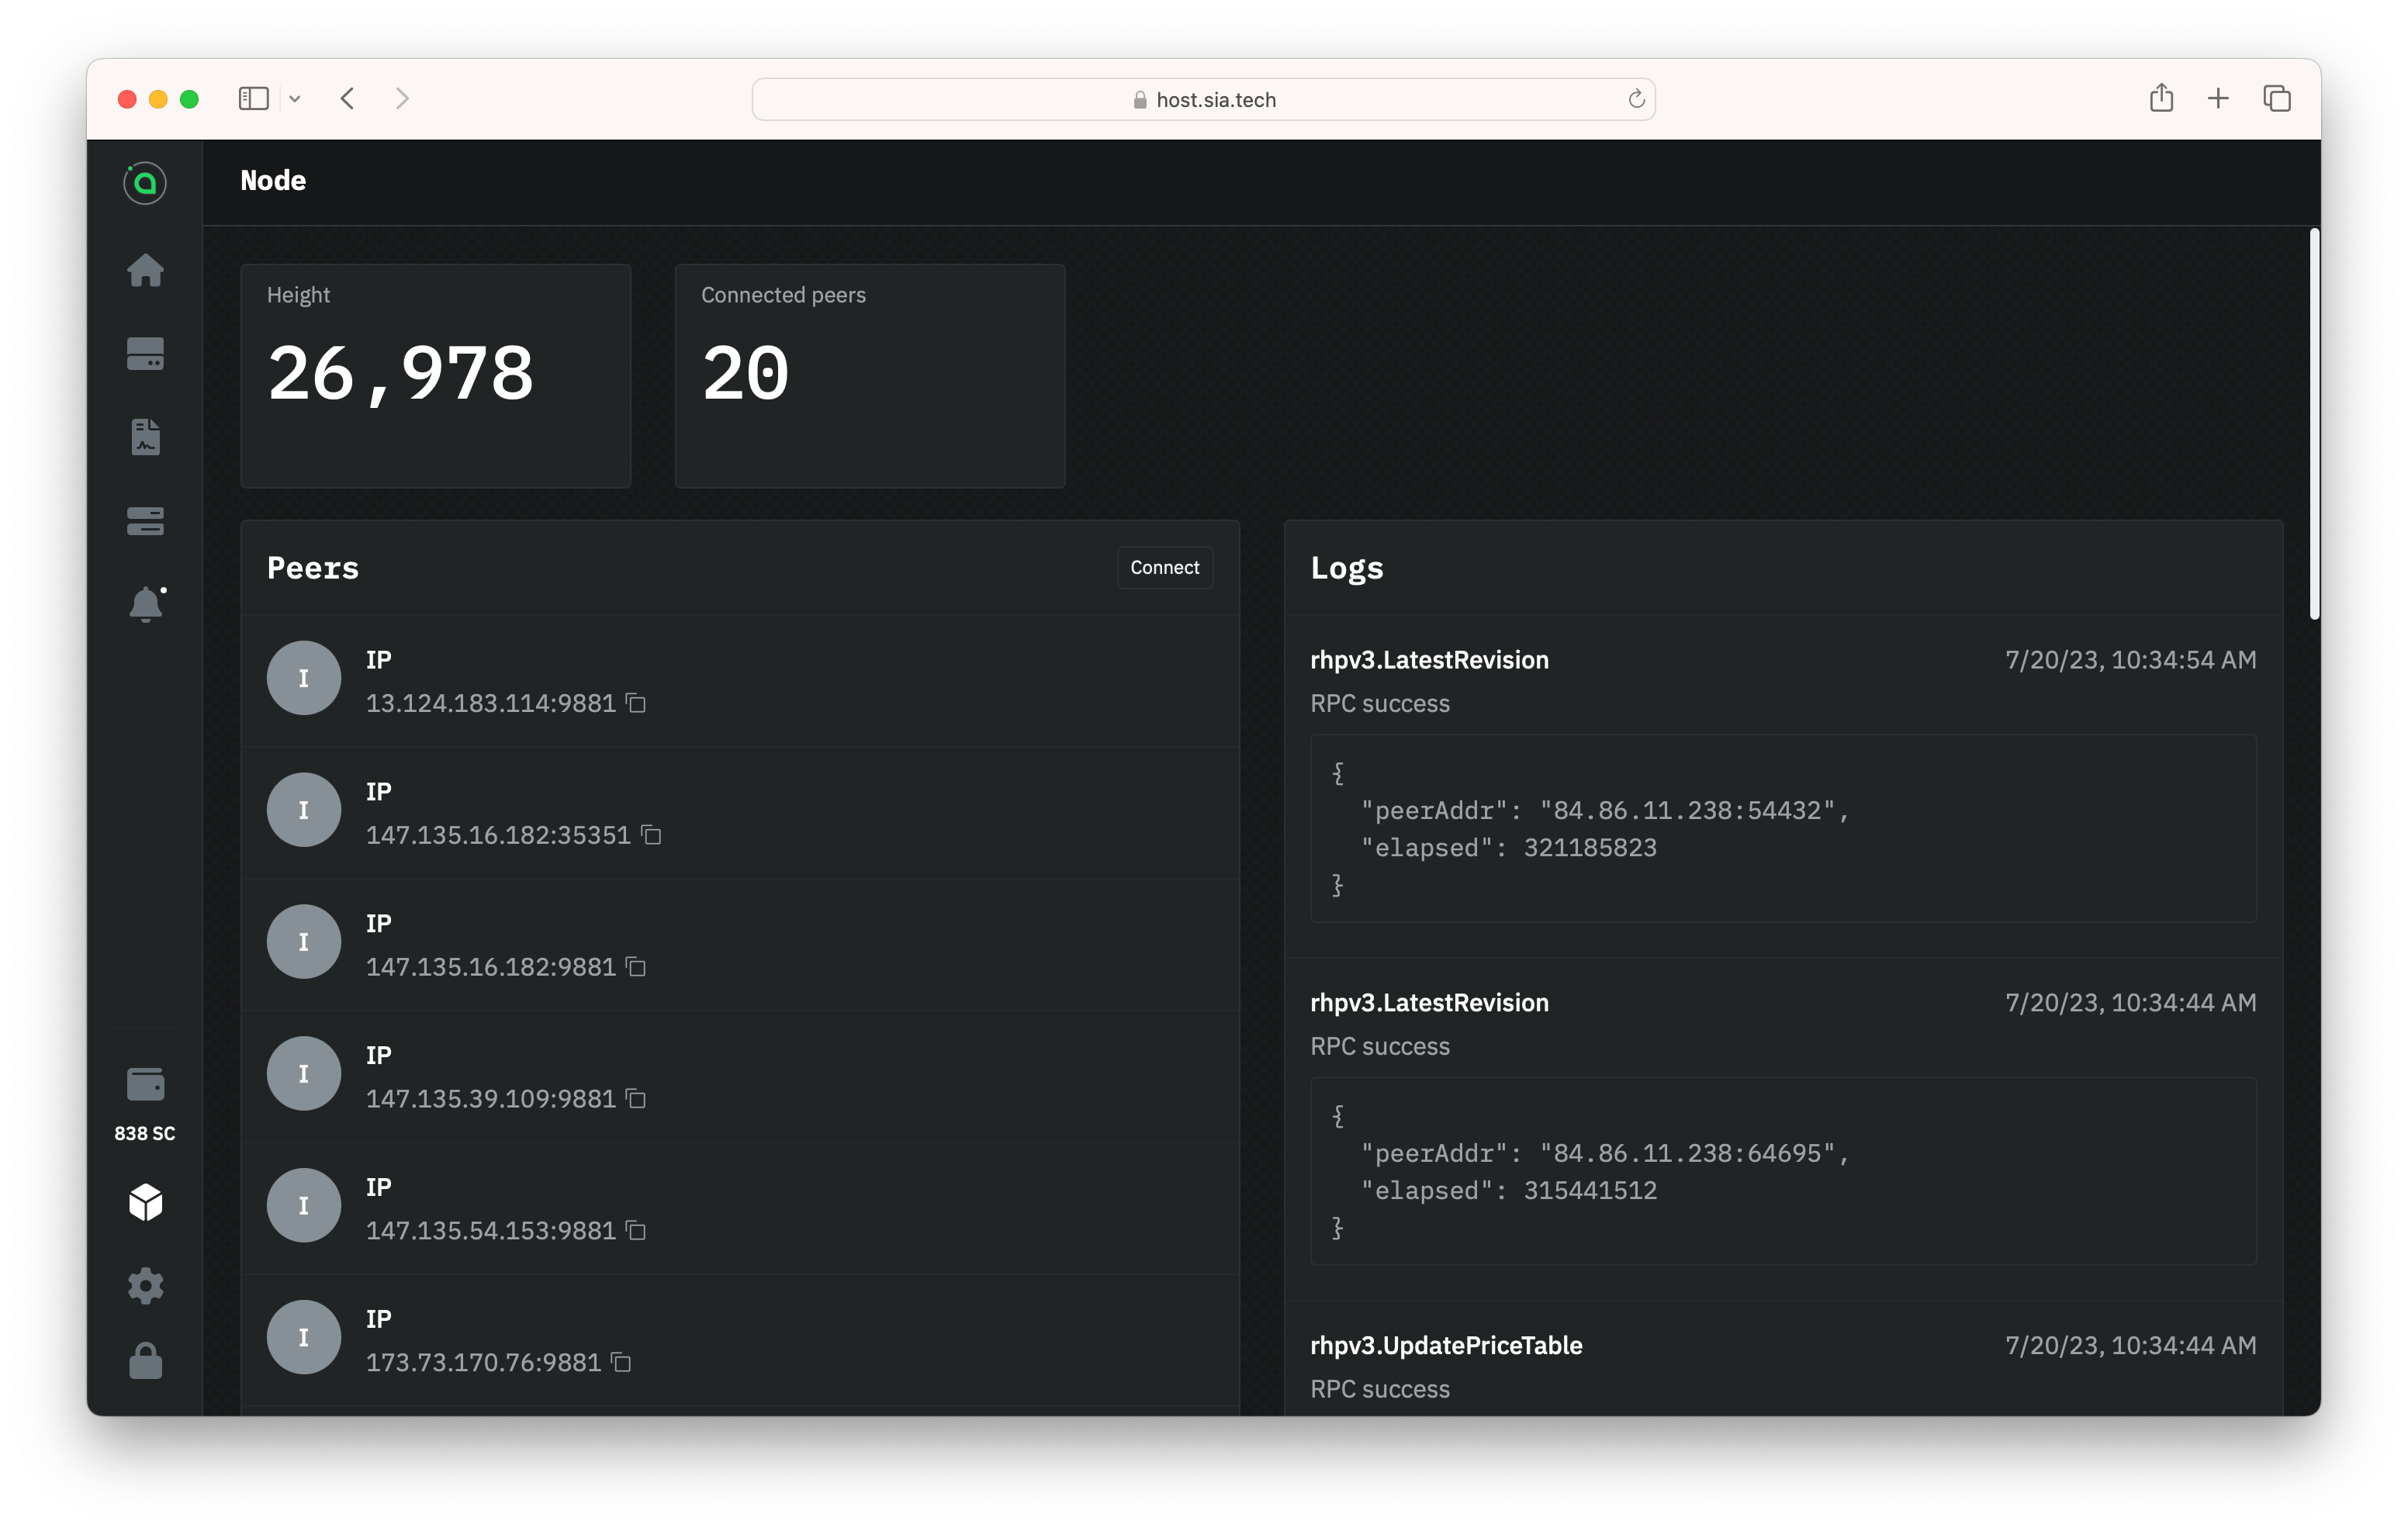 host.sia.tech
Node
Height
26,978
Connected peers
20
Peers
Connect
I
IP
13.124.183.114:9881
I
IP
147.135.16.182:35351
I
IP
147.135.16.182:9881
I
IP
147.135.39.109:9881
I
IP
147.135.54.153:9881
I
IP
173.73.170.76:9881
Logs
rhpv3.LatestRevision
7/20/23, 10:34:54 AM
RPC success
{
"peerAddr": "84.86.11.238:54432",
"elapsed": 321185823
}
rhpv3.LatestRevision
7/20/23, 10:34:44 AM
RPC success
{
"peerAddr": "84.86.11.238:64695",
"elapsed": 315441512
}
rhpv3.UpdatePriceTable
7/20/23, 10:34:44 AM
RPC success
838 SC